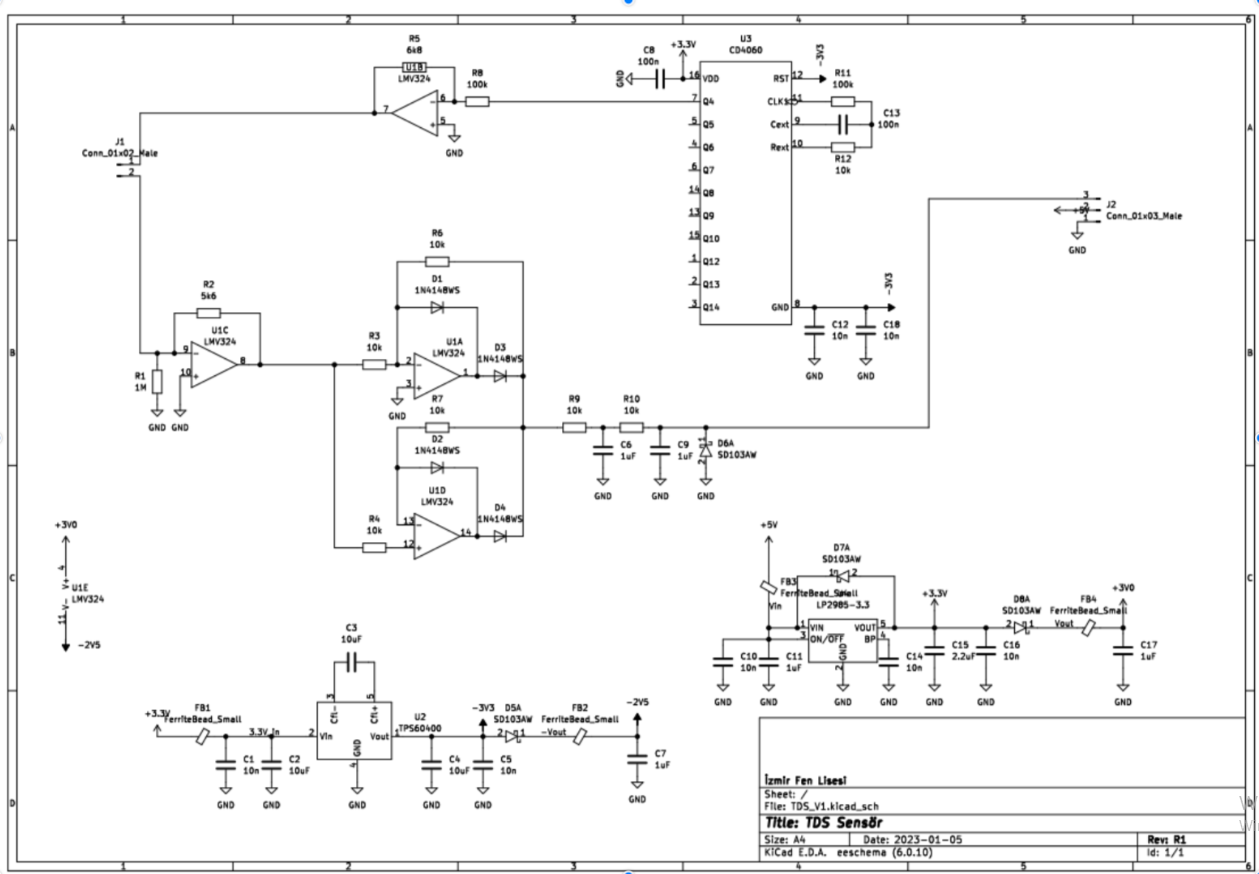 1 2 3 4 5 6
A
B
C
D
R5
6k8
U1B
LMV324
7
6
5
GND
R8
100k
J1
Conn_01x02_Male
1
2
U3
CD4060
C8
100n
+3.3V
GND
16 VDD
7 Q4
5 Q5
4 Q6
6 Q7
14 Q8
13 Q9
15 Q10
1 Q12
2 Q13
3 Q14
RST 12
-3V3
11
Cext 9
Rext 10
GND 8
R11
100k
C13
100n
R12
10k
-3V3
C12
10n
C18
10n
GND
GND
3
2
1
+5V
J2
Conn_01x03_Male
GND
R2
5k6
U1C
LMV324
9
10
8
R1
1M
GND GND
R6
10k
D1
1N4148WS
R3
10k
U1A
LMV324
2
3
1
D3
1N4148WS
GND
R7
10k
D2
1N4148WS
R4
10k
U1D
LMV324
13
12
14
D4
1N4148WS
R9
10k
R10
10k
C6
1uF
C9
1uF
D6A
SD103AW
1
2
GND
GND
GND
+3V0
4
V+
V-
11
U1E
LMV324
-2V5
C3
10uF
3
5
Cfl-
Cfl+
U2
TPS60400
+3.3V
FB1
FerriteBead_Small
3.3V_in
2 Vin
Vout 1
GND
4
C1
10n
C2
10uF
C4
10uF
C5
10n
-3V3
D5A
SD103AW
2 1
-Vout
FB2
FerriteBead_Small
-2V5
C7
1uF
GND
GND
GND
GND
GND
GND
+5V
FB3
FerriteBead_Small
Vin
D7A
SD103AW
1 2
LP2985-3.3
1 VIN
3 ON/OFF
VOUT 5
BP 4
GND
2
C10
10n
C11
1uF
C14
10n
+3.3V
C15
2.2uF
C16
10n
D8A
SD103AW
2 1
Vout
FB4
FerriteBead_Small
+3V0
C17
1uF
GND
GND
GND
GND
GND
GND
GND
İzmir Fen Lisesi
Sheet: /
File: TDS_V1.kicad_sch
Title: TDS Sensör
Size: A4 Date: 2023-01-05 Rev: R1
KiCad E.D.A. eeschema (6.0.10) Id: 1/1